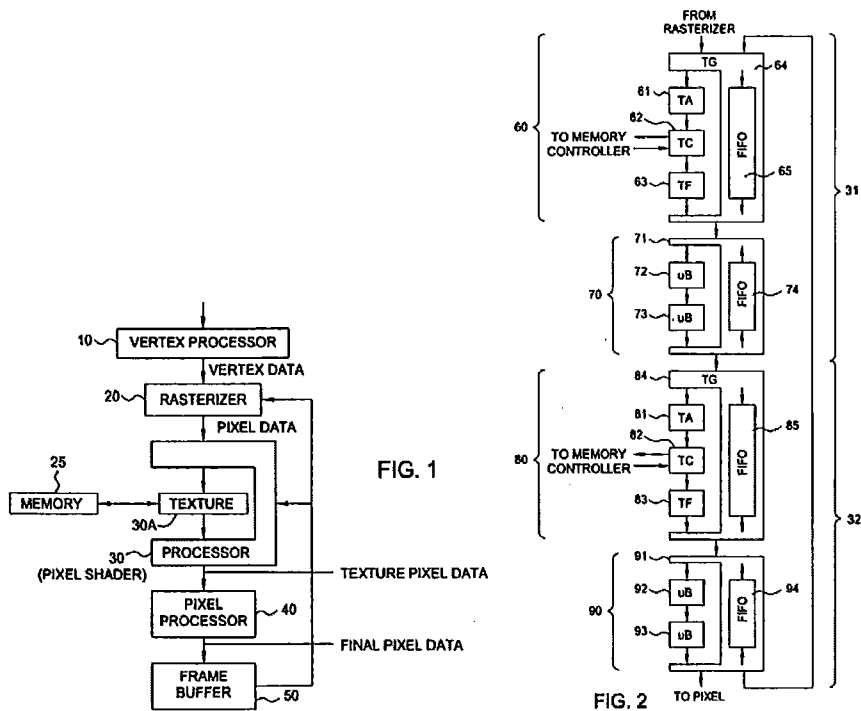 10
VERTEX PROCESSOR
VERTEX DATA
20
RASTERIZER
PIXEL DATA
25
MEMORY
TEXTURE
30A
30
PROCESSOR
(PIXEL SHADER)
TEXTURE PIXEL DATA
PIXEL
PROCESSOR
40
FINAL PIXEL DATA
FRAME
BUFFER
50
FIG. 1
FROM
RASTERIZER
TG
64
61
TA
62
60
TO MEMORY
CONTROLLER
TC
FIFO
65
63
TF
31
71
72
uB
70
FIFO
74
73
uB
84
TG
81
TA
82
85
80
TO MEMORY
CONTROLLER
TC
FIFO
83
TF
32
91
92
uB
94
90
FIFO
93
uB
FIG. 2
TO PIXEL